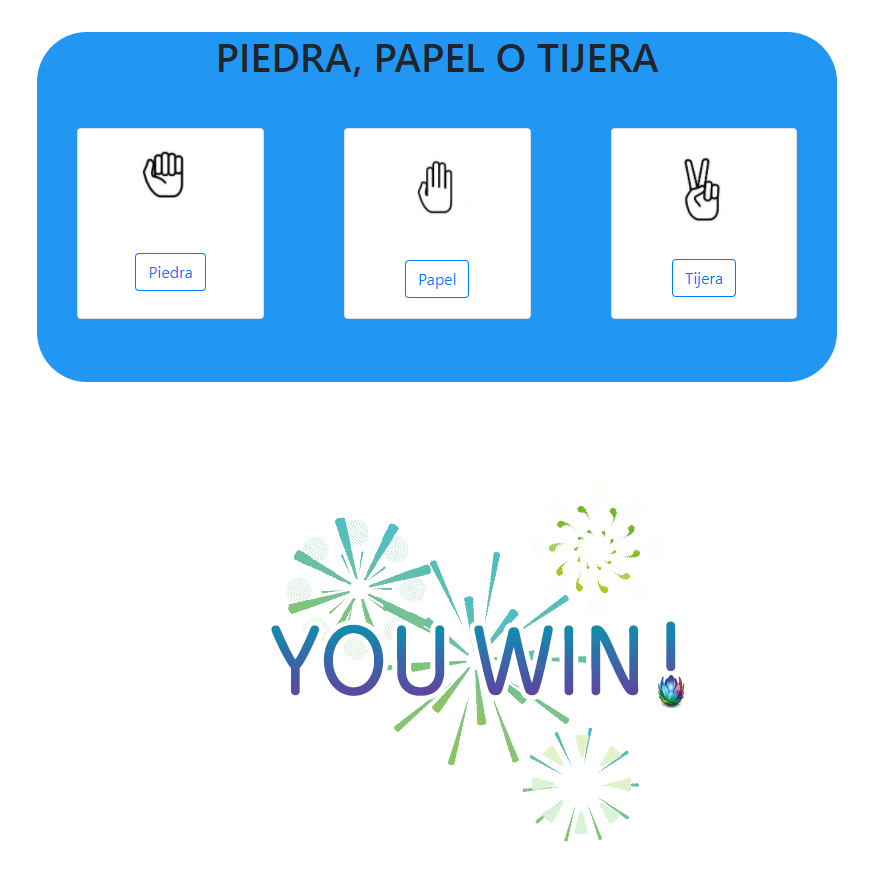 PIEDRA, PAPEL O TIJERA
Piedra
Papel
Tijera
YOU WIN !